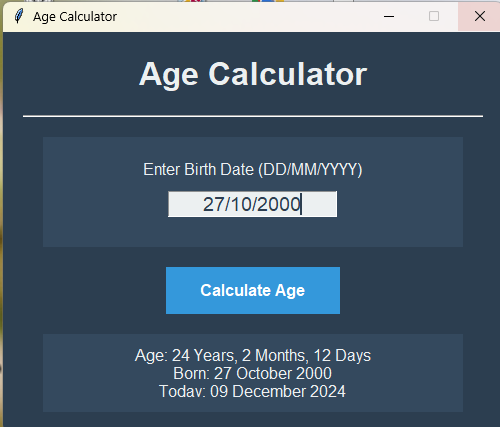 Age Calculator
Age Calculator
Enter Birth Date (DD/MM/YYYY)
27/10/2000
Calculate Age
Age: 24 Years, 2 Months, 12 Days
Born: 27 October 2000
Today: 09 December 2024